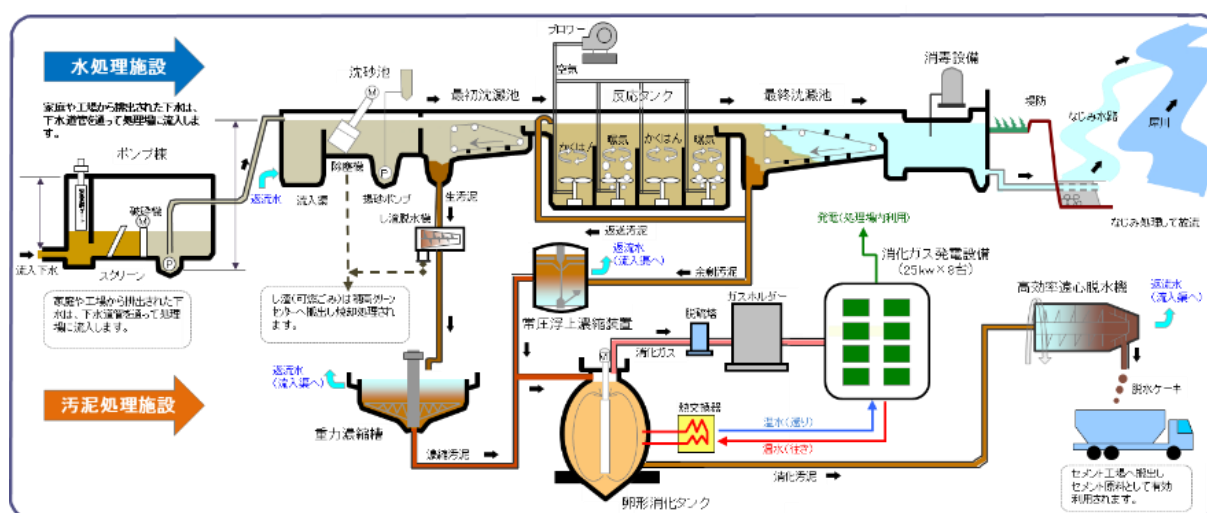 水処理施設
家庭や工場から排出された下水は、
下水道管を通って処理場に流入します。
ポンプ棟
破砕機
M
P
スクリーン
流入下水
家庭や工場から排出された下
水は、下水道管を通って処理
場に流入します。
返流水
流入渠
沈砂池
M
除塵機
P
揚砂ポンプ
し渣脱水機
し渣(可燃ごみ)は
センターへ搬出し焼却処理されます。
最初沈澱池
生汚泥
ブロワー
空気
反応タンク
かくはん
曝気
かくはん
曝気
返送汚泥
余剰汚泥
最終沈澱池
消毒設備
堤防
なじみ水路
犀川
なじみ処理して放流
返流水
(流入渠へ)
常圧浮上濃縮装置
発電(処理場内利用)
消化ガス発電設備
(25kw×8台)
ガスホルダー
脱硫塔
消化ガス
高効率遠心脱水機
返流水
(流入渠へ)
脱水ケーキ
セメント工場へ搬出し
セメント原料として有効
利用されます。
汚泥処理施設
返流水
(流入渠へ)
重力濃縮槽
濃縮汚泥
M
熱交換器
温水(送り)
温水(往き)
消化汚泥
卵形消化タンク